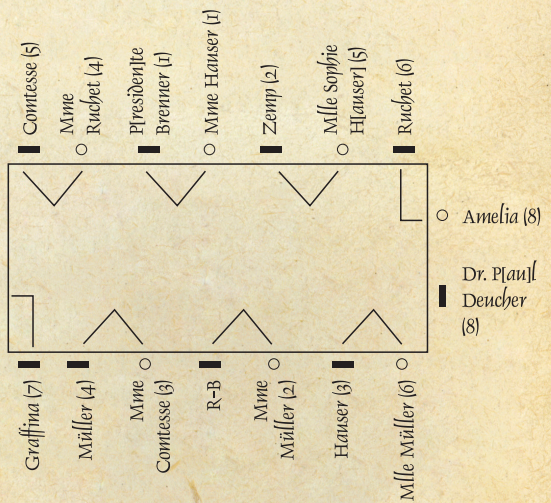 Comtesse (5)
Mme
Ruchet (4)
P[residen]te
Brenner (1)
Mme Hauser (1)
Zemp (2)
Mlle Sophie
H[auser] (5)
Ruchet (6)
Amelia (8)
Dr. P[au]l
Deucher
(8)
Graffina (7)
Müller (4)
Mme
Comtesse (3)
R-B
Mme
Müller (2)
Hauser (3)
Mlle Müller (6)